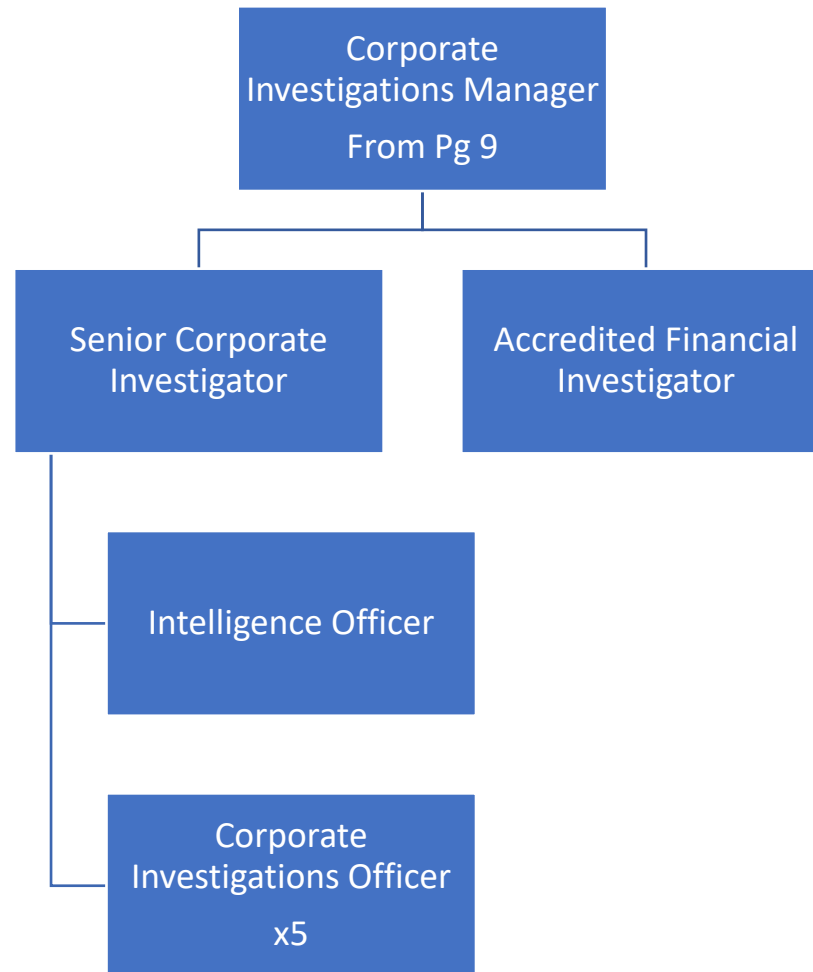 Corporate
Investigations Manager
From Pg 9
Senior Corporate
Investigator
Accredited Financial
Investigator
Intelligence Officer
Corporate
Investigations Officer
x5